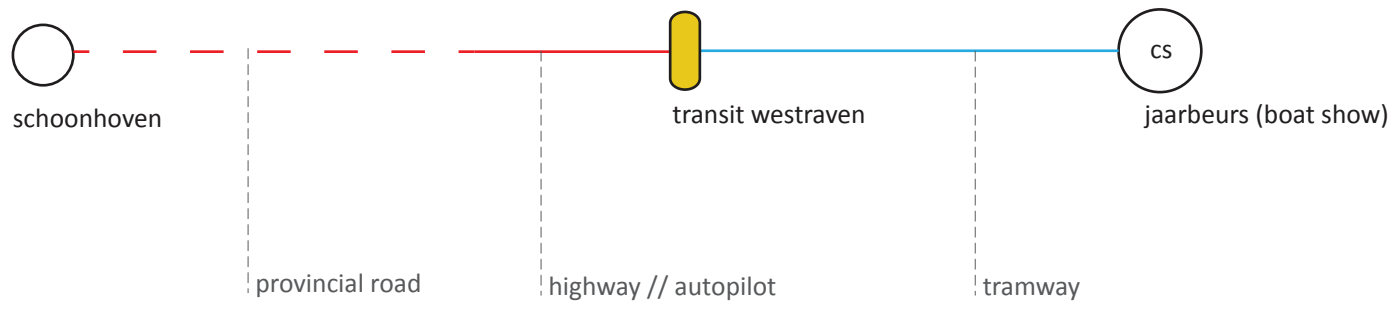 cs
schoonhoven
transit westraven
jaarbeurs (boat show)
provincial road
highway // autopilot
tramway